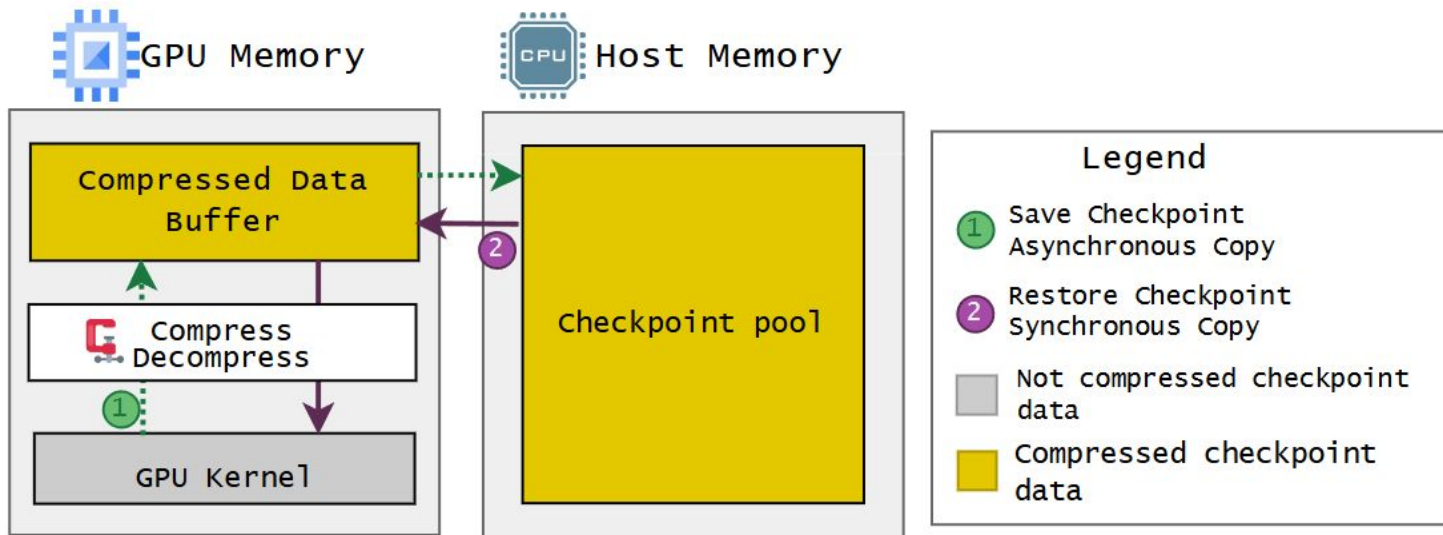 GPU Memory
CPU
Host Memory
Compressed Data
Buffer
2
Compress
Decompress
1
GPU Kernel
Checkpoint pool
Legend
1
Save Checkpoint
Asynchronous Copy
2
Restore Checkpoint
Synchronous Copy
Not compressed checkpoint
data
Compressed checkpoint
data